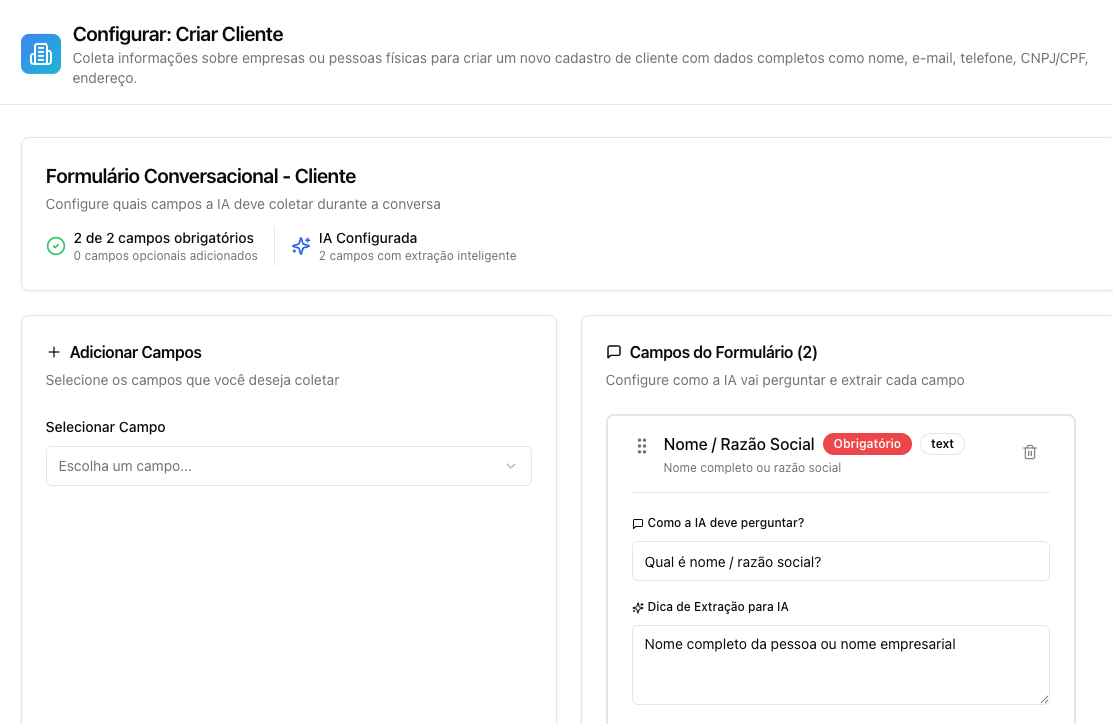 Configurar: Criar Cliente
Coleta informações sobre empresas ou pessoas físicas para criar um novo cadastro de cliente com dados completos como nome, e-mail, telefone, CNPJ/CPF,
endereço.
Formulário Conversacional - Cliente
Configure quais campos a IA deve coletar durante a conversa
2 de 2 campos obrigatórios
0 campos opcionais adicionados
IA Configurada
2 campos com extração inteligente
Adicionar Campos
Selecione os campos que você deseja coletar
Selecionar Campo
Escolha um campo...
Campos do Formulário (2)
Configure como a IA vai perguntar e extrair cada campo
Nome / Razão Social Obrigatório text
Nome completo ou razão social
Como a IA deve perguntar?
Qual é nome / razão social?
Dica de Extração para IA
Nome completo da pessoa ou nome empresarial